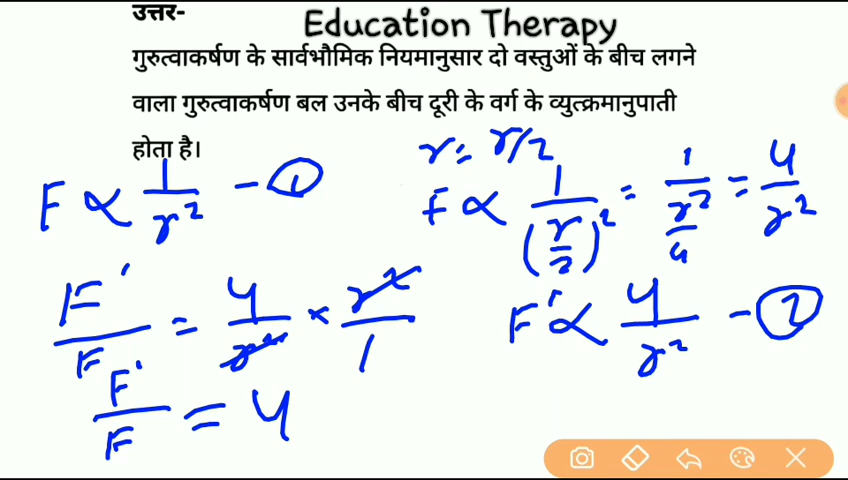 उत्तर-
Education Therapy
गुरुत्वाकर्षण के सार्वभौमिक नियमानुसार दो वस्तुओं के बीच लगने
वाला गुरुत्वाकर्षण बल उनके बीच दूरी के वर्ग के व्युत्क्रमानुपाती
होता है।
r = r/2
F ∝ 1/r² - ①
F ∝ 1/(r/2)² = 1/(r²/4) = 4/r²
F'/F = 4/r² × r²/1
F' ∝ 4/r² - ②
F'/F = 4